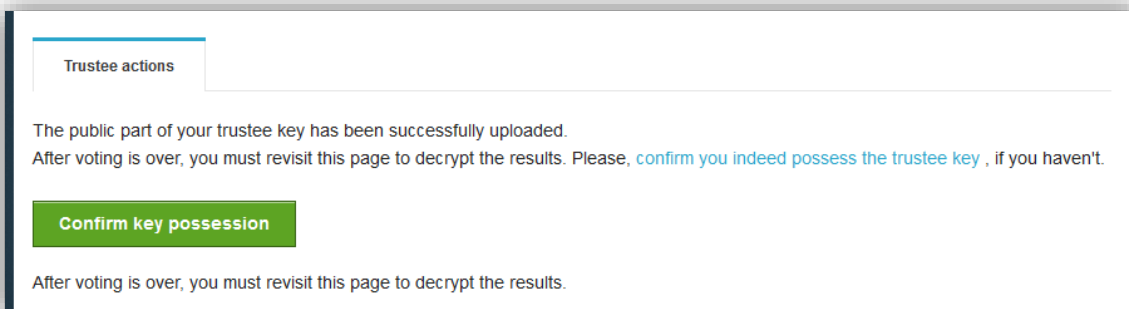 Trustee actions
The public part of your trustee key has been successfully uploaded.
After voting is over, you must revisit this page to decrypt the results. Please, confirm you indeed possess the trustee key , if you haven't.
Confirm key possession
After voting is over, you must revisit this page to decrypt the results.